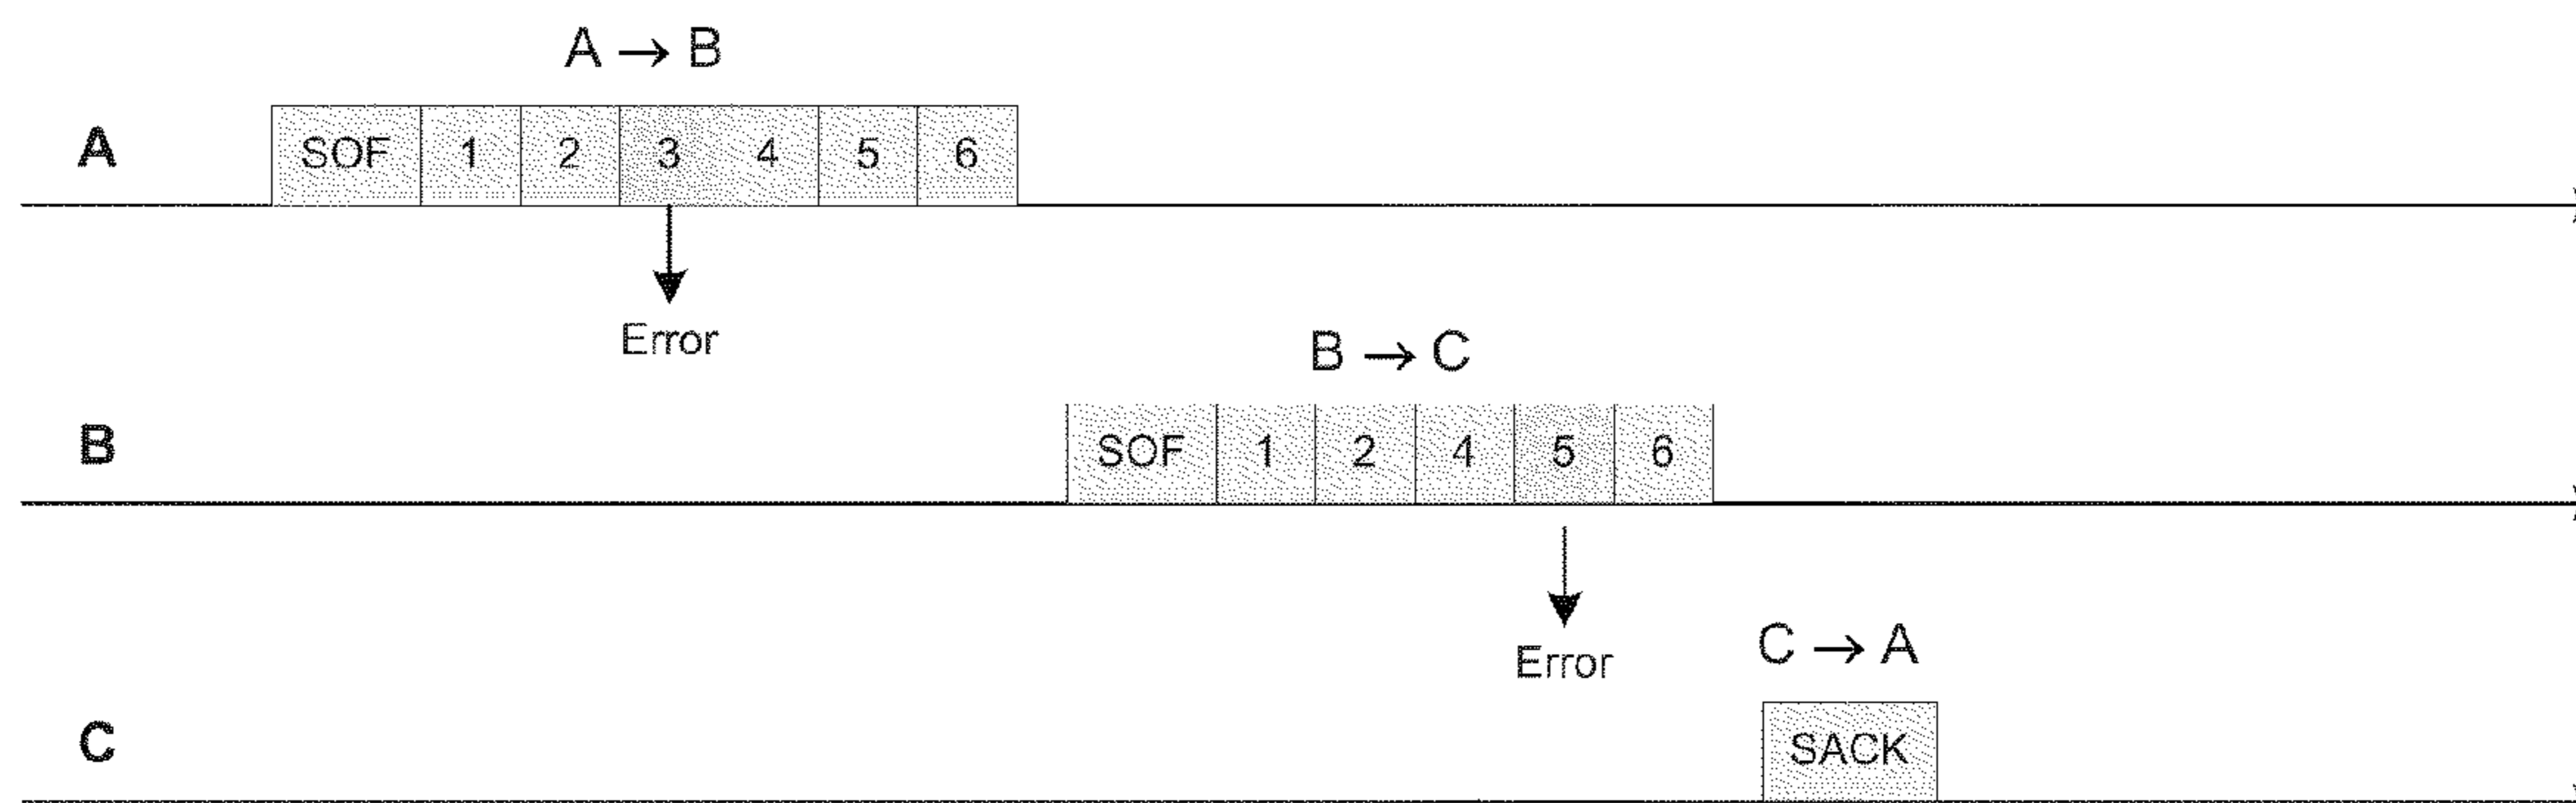 A → B
A SOF 1 2 3 4 5 6
Error
B → C
B SOF 1 2 4 5 6
Error
C → A
C SACK